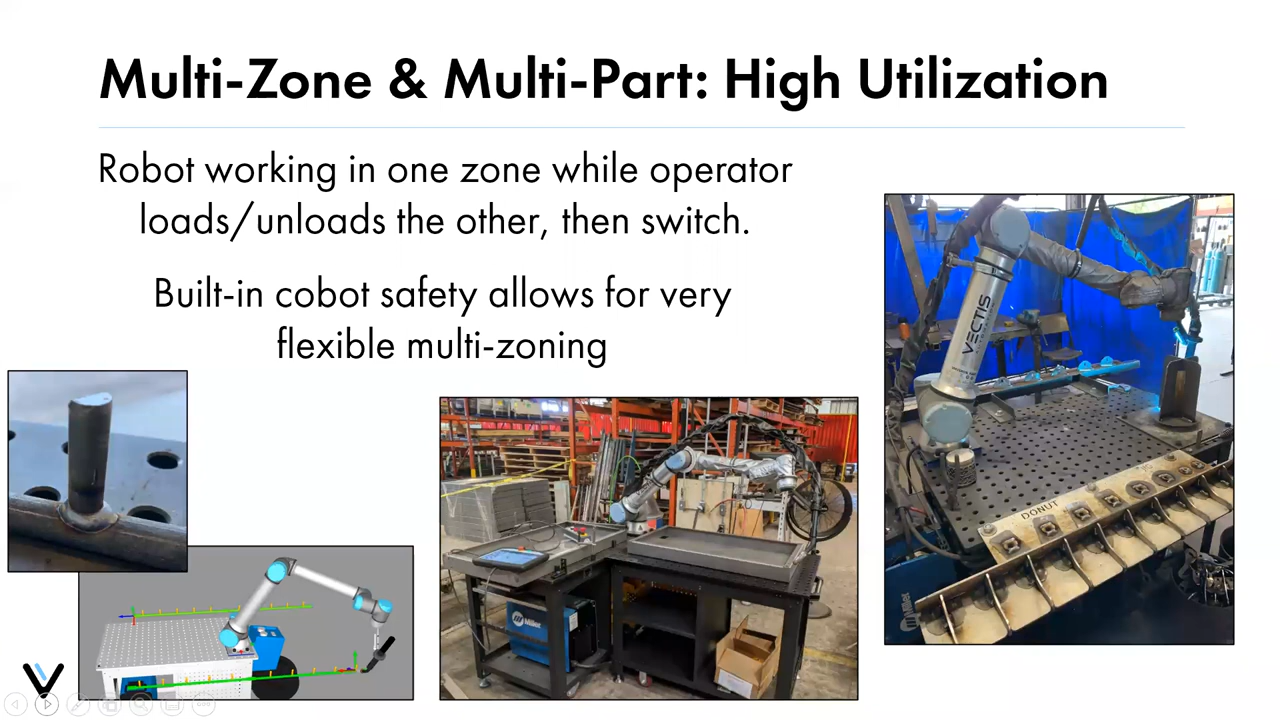 Multi-Zone & Multi-Part: High Utilization
Robot working in one zone while operator
loads/unloads the other, then switch.
Built-in cobot safety allows for very
flexible multi-zoning
VECTIS
DONUT
Miller
Miller